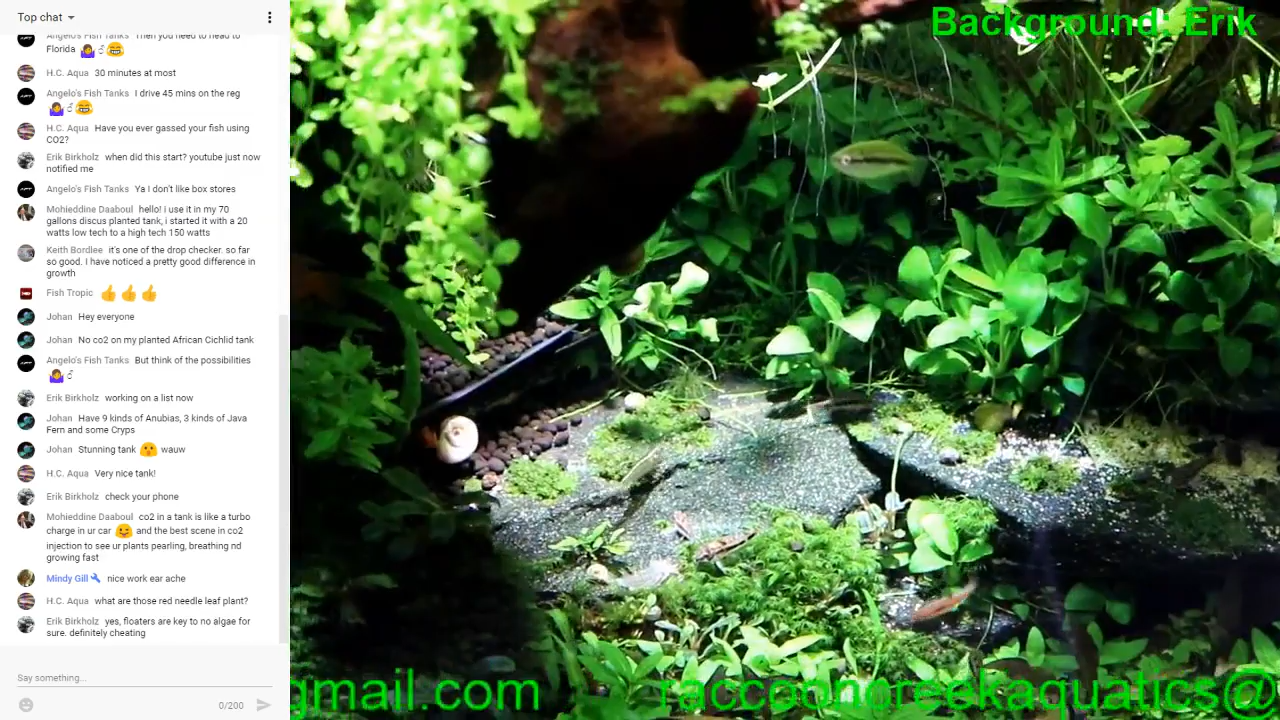 Top chat
Angelo's Fish Tanks Then you need to head to
Florida 🤷‍♂ 😂
H.C. Aqua 30 minutes at most
Angelo's Fish Tanks I drive 45 mins on the reg
🤷‍♂ 😂
H.C. Aqua Have you ever gassed your fish using
CO2?
Erik Birkholz when did this start? youtube just now
notified me
Angelo's Fish Tanks Ya I don't like box stores
Mohieddine Daaboul hello! i use it in my 70
gallons discus planted tank, i started it with a 20
watts low tech to a high tech 150 watts
Keith Bordlee it's one of the drop checker. so far
so good. I have noticed a pretty good difference in
growth
Fish Tropic 👍 👍 👍
Johan Hey everyone
Johan No co2 on my planted African Cichlid tank
Angelo's Fish Tanks But think of the possibilities
🤷‍♂
Erik Birkholz working on a list now
Johan Have 9 kinds of Anubias, 3 kinds of Java
Fern and some Cryps
Johan Stunning tank 🤫 wauw
H.C. Aqua Very nice tank!
Erik Birkholz check your phone
Mohieddine Daaboul co2 in a tank is like a turbo
charge in ur car 😋 and the best scene in co2
injection to see ur plants pearling, breathing nd
growing fast
Mindy Gill 🔧 nice work ear ache
H.C. Aqua what are those red needle leaf plant?
Erik Birkholz yes, floaters are key to no algae for
sure. definitely cheating
Say something...
0/200
Background: Erik
gmail.com raccooncreekaquatics@